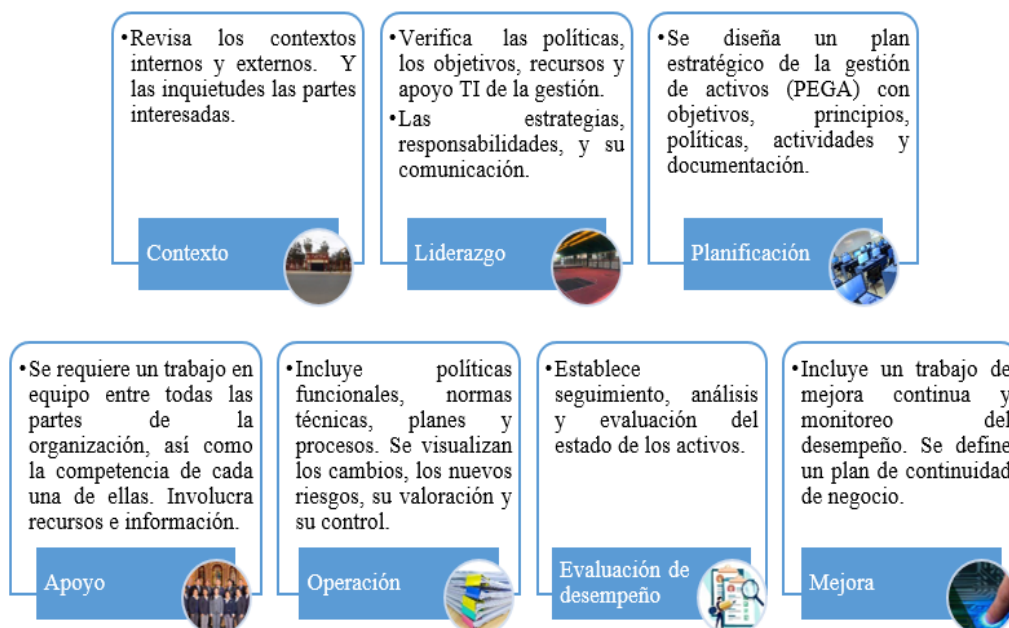 •Revisa los contextos
internos y externos. Y
las inquietudes las partes
interesadas.
Contexto
•Verifica las políticas,
los objetivos, recursos y
apoyo TI de la gestión.
•Las estrategias,
responsabilidades, y su
comunicación.
Liderazgo
•Se diseña un plan
estratégico de la gestión
de activos (PEGA) con
objetivos, principios,
políticas, actividades y
documentación.
Planificación
•Se requiere un trabajo en
equipo entre todas las
partes de la
organización, así como
la competencia de cada
una de ellas. Involucra
recursos e información.
Apoyo
•Incluye políticas
funcionales, normas
técnicas, planes y
procesos. Se visualizan
los cambios, los nuevos
riesgos, su valoración y
su control.
Operación
•Establece
seguimiento, análisis
y evaluación del
estado de los activos.
Evaluación de
desempeño
•Incluye un trabajo de
mejora continua y
monitoreo del
desempeño. Se define
un plan de continuidad
de negocio.
Mejora